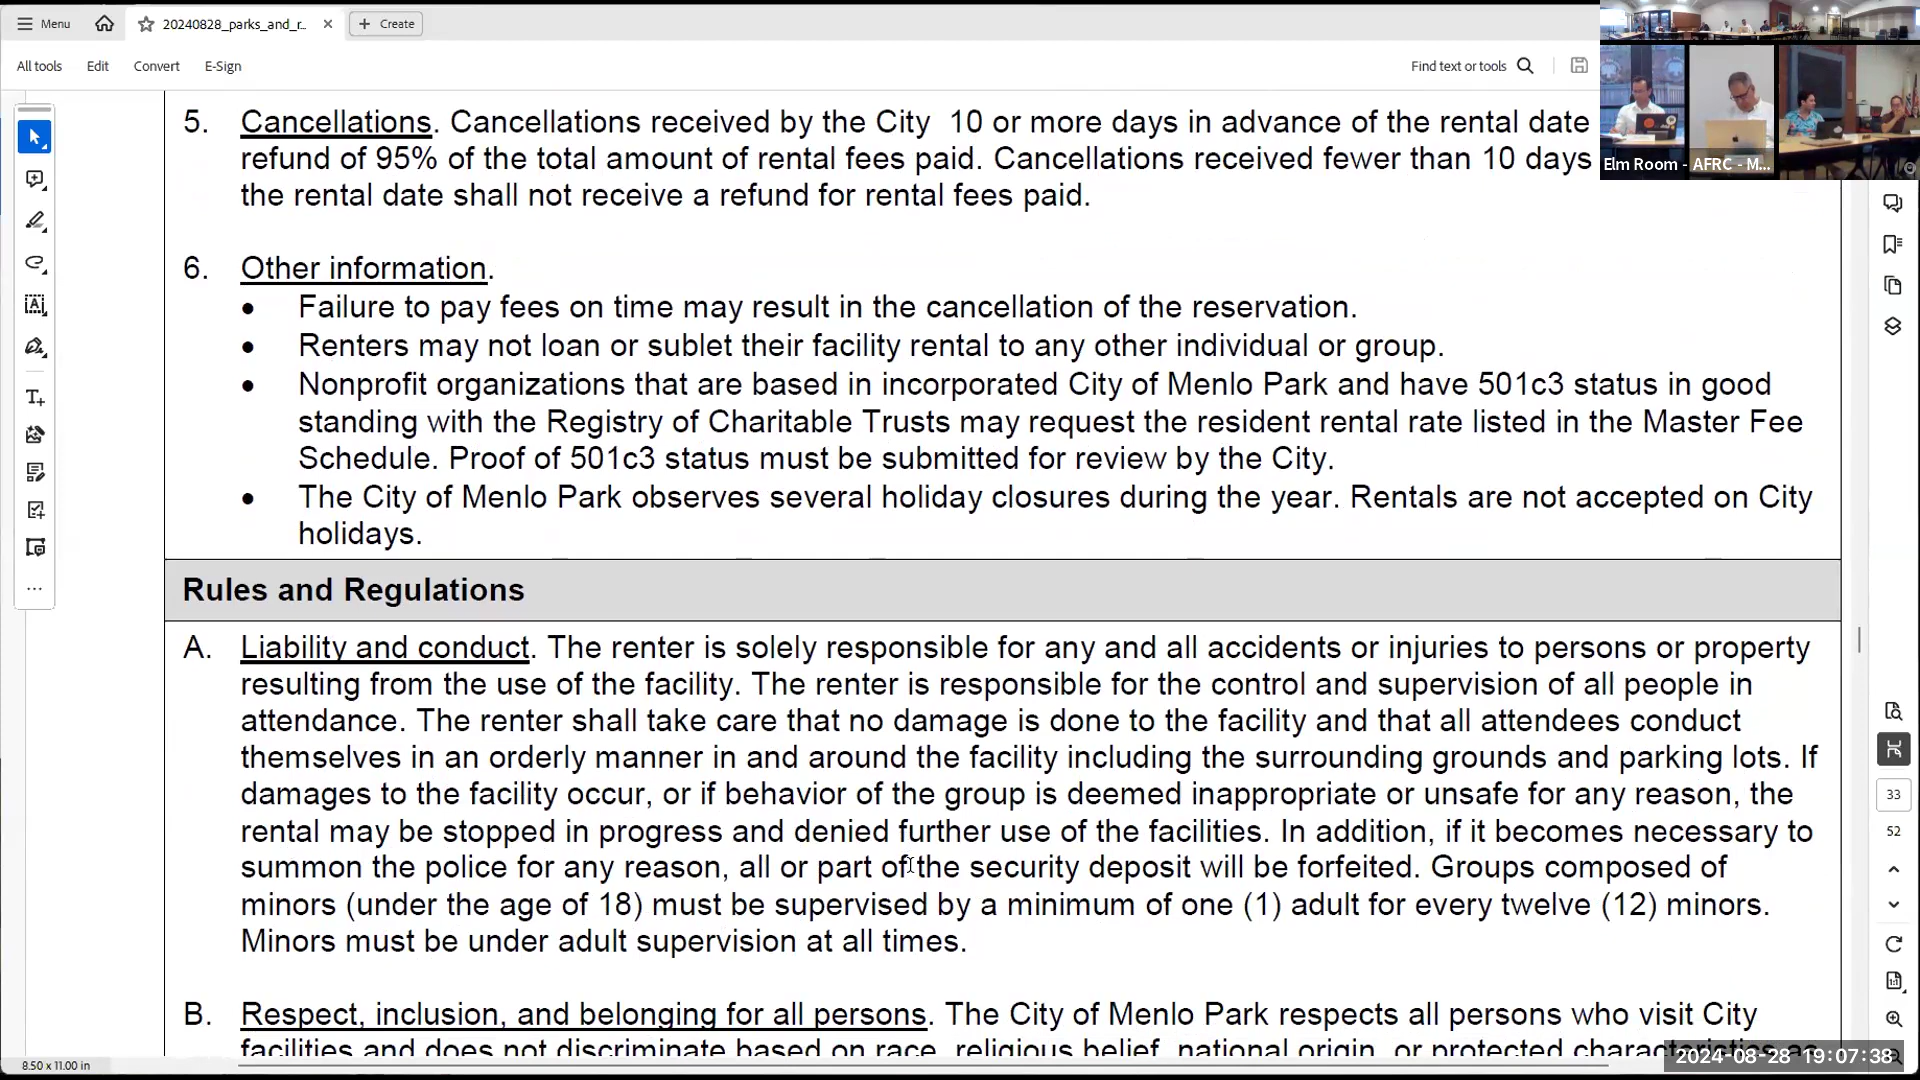 Menu
20240828_parks_and_r...
Create
All tools Edit Convert E-Sign
Find text or tools
Elm Room - AFRC - M...
5. Cancellations. Cancellations received by the City 10 or more days in advance of the rental date
refund of 95% of the total amount of rental fees paid. Cancellations received fewer than 10 days
the rental date shall not receive a refund for rental fees paid.
6. Other information.
• Failure to pay fees on time may result in the cancellation of the reservation.
• Renters may not loan or sublet their facility rental to any other individual or group.
• Nonprofit organizations that are based in incorporated City of Menlo Park and have 501c3 status in good
standing with the Registry of Charitable Trusts may request the resident rental rate listed in the Master Fee
Schedule. Proof of 501c3 status must be submitted for review by the City.
• The City of Menlo Park observes several holiday closures during the year. Rentals are not accepted on City
holidays.
Rules and Regulations
A. Liability and conduct. The renter is solely responsible for any and all accidents or injuries to persons or property
resulting from the use of the facility. The renter is responsible for the control and supervision of all people in
attendance. The renter shall take care that no damage is done to the facility and that all attendees conduct
themselves in an orderly manner in and around the facility including the surrounding grounds and parking lots. If
damages to the facility occur, or if behavior of the group is deemed inappropriate or unsafe for any reason, the
rental may be stopped in progress and denied further use of the facilities. In addition, if it becomes necessary to
summon the police for any reason, all or part of the security deposit will be forfeited. Groups composed of
minors (under the age of 18) must be supervised by a minimum of one (1) adult for every twelve (12) minors.
Minors must be under adult supervision at all times.
B. Respect, inclusion, and belonging for all persons. The City of Menlo Park respects all persons who visit City
facilities and does not discriminate based on race, religious belief, national origin, or protected characteristics as
33
52
8.50 x 11.00 in
2024-08-28 19:07:38